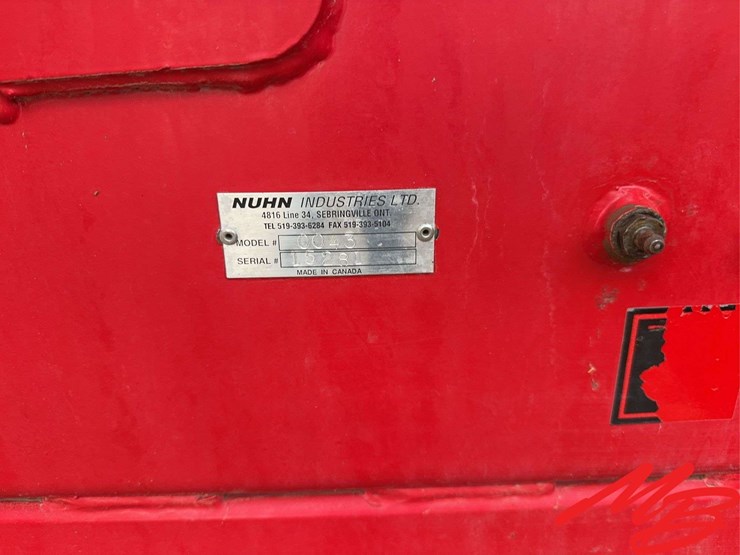 NUHN INDUSTRIES LTD.
4816 Line 34, SEBRINGVILLE ONT
TEL 519-393-6284 FAX 519-393-5104
MODEL #
SERIAL #
MADE IN CANADA
MB